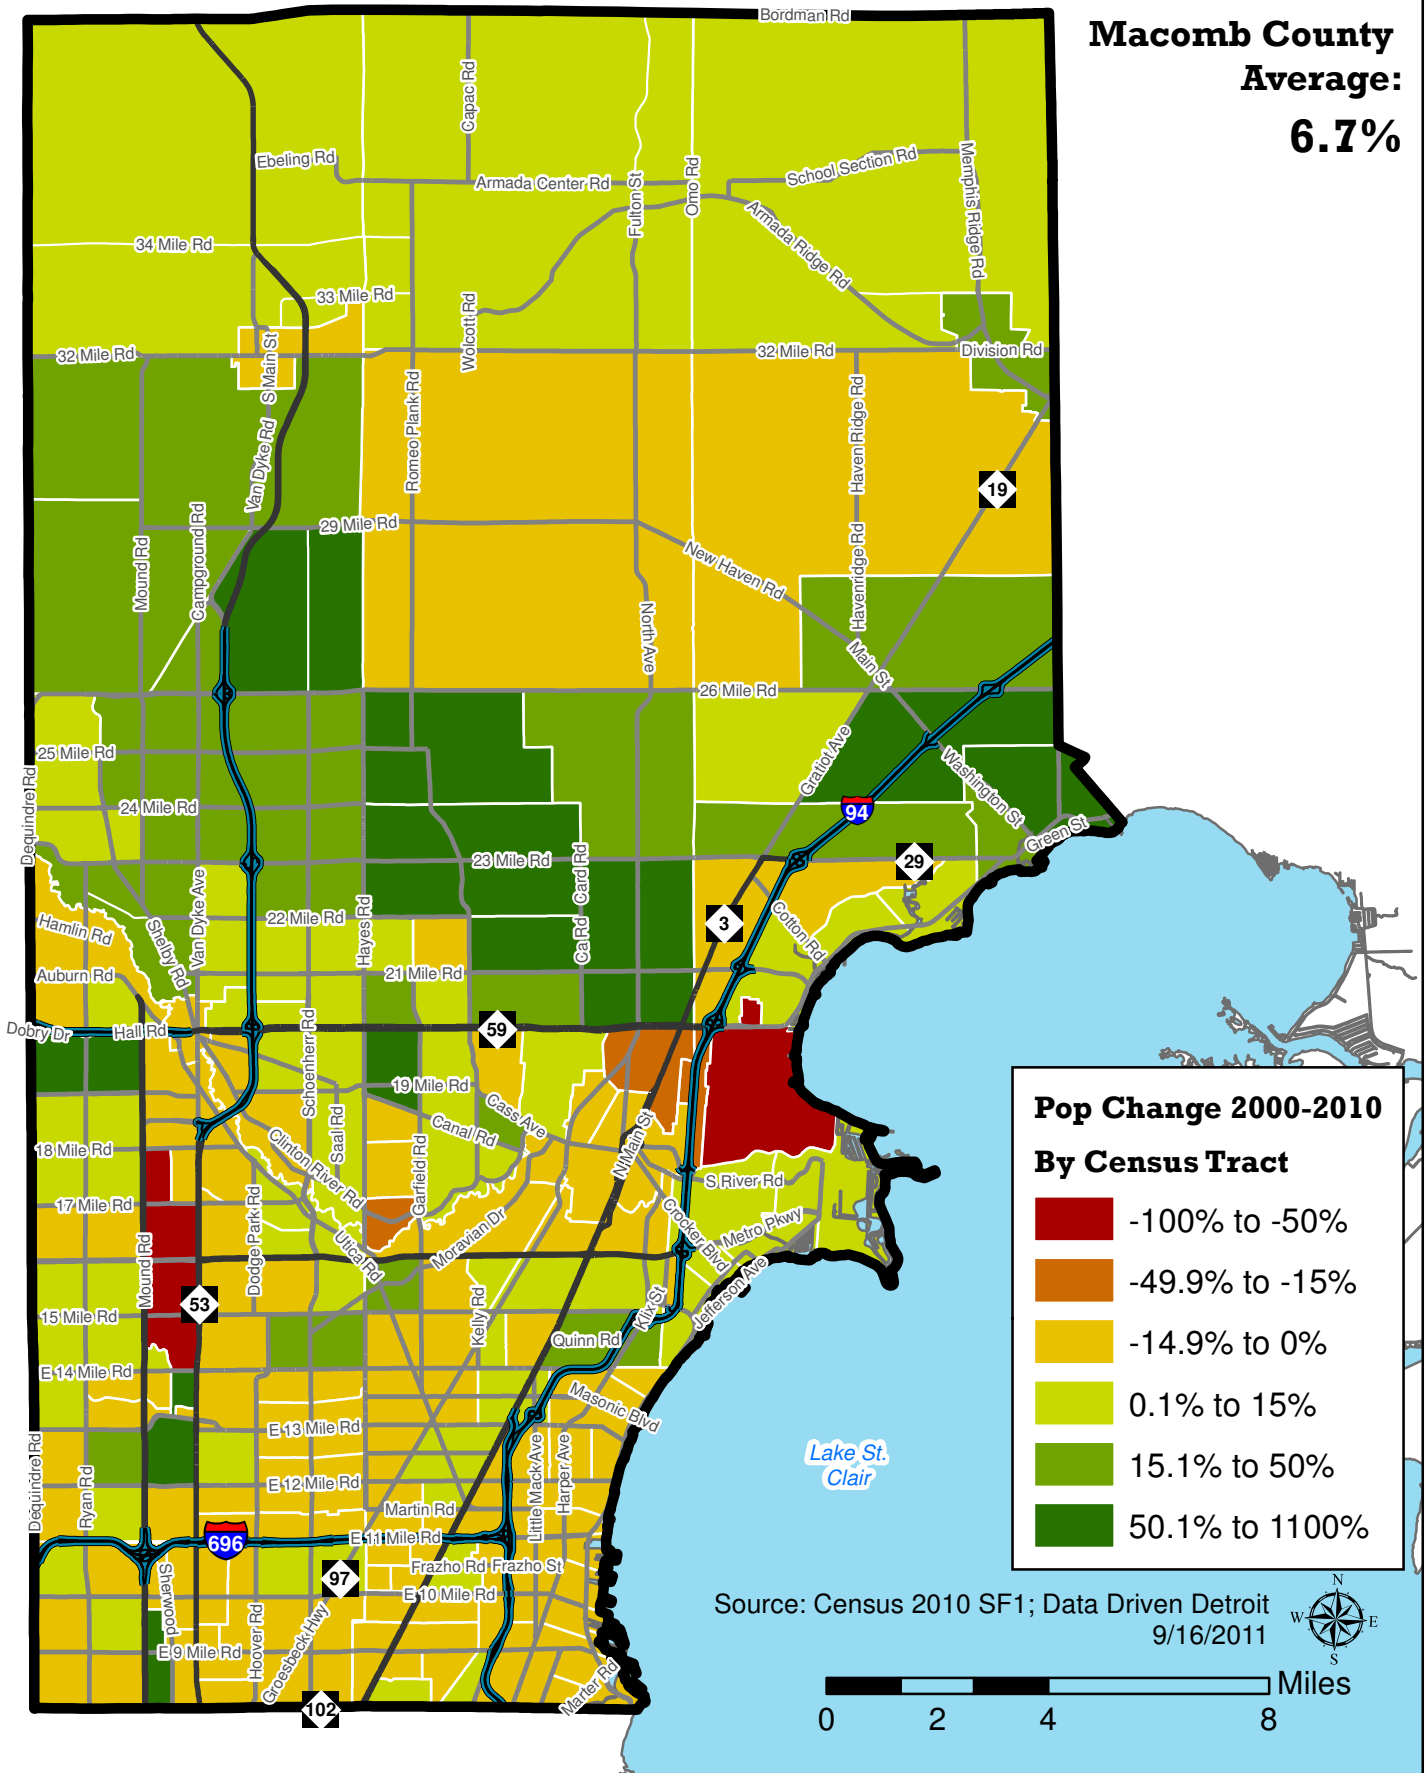 Macomb County
Average:
6.7%
Bordman Rd
Capac Rd
Ebeling Rd
Armada Center Rd
Fulton St
Omo Rd
School Section Rd
Memphis Ridge Rd
Armada Ridge Rd
34 Mile Rd
33 Mile Rd
Wolcott Rd
32 Mile Rd
S Main St
32 Mile Rd
Division Rd
Romeo Plank Rd
Haven Ridge Rd
Van Dyke Rd
19
Campground Rd
29 Mile Rd
Mound Rd
New Haven Rd
Havenridge Rd
North Ave
Main St
26 Mile Rd
25 Mile Rd
Gratiot Ave
Washington St
Dequindre Rd
24 Mile Rd
94
Green St
23 Mile Rd
Card Rd
29
Van Dyke Ave
Hayes Rd
22 Mile Rd
Hamlin Rd
Shelby Rd
Ca Rd
3
Cotton Rd
Auburn Rd
21 Mile Rd
Dobry Dr
Hall Rd
59
Schoenherr Rd
19 Mile Rd
Cass Ave
Canal Rd
Saal Rd
N Main St
18 Mile Rd
Clinton River Rd
Garfield Rd
S River Rd
17 Mile Rd
Dodge Park Rd
Moravian Dr
Crocker Blvd
Metro Pkwy
Utica Rd
Mound Rd
53
Kelly Rd
Klix St
Jefferson Ave
15 Mile Rd
Quinn Rd
E 14 Mile Rd
Masonic Blvd
E 13 Mile Rd
Little Mack Ave
Harper Ave
Dequindre Rd
Ryan Rd
E 12 Mile Rd
Martin Rd
696
E 11 Mile Rd
Sherwood
97
Frazho Rd
Frazho St
E 10 Mile Rd
Hoover Rd
Groesbeck Hwy
E 9 Mile Rd
Marter Rd
102
Lake St.
Clair
Pop Change 2000-2010
By Census Tract
-100% to -50%
-49.9% to -15%
-14.9% to 0%
0.1% to 15%
15.1% to 50%
50.1% to 1100%
Source: Census 2010 SF1; Data Driven Detroit
9/16/2011
N
W
E
S
Miles
0
2
4
8